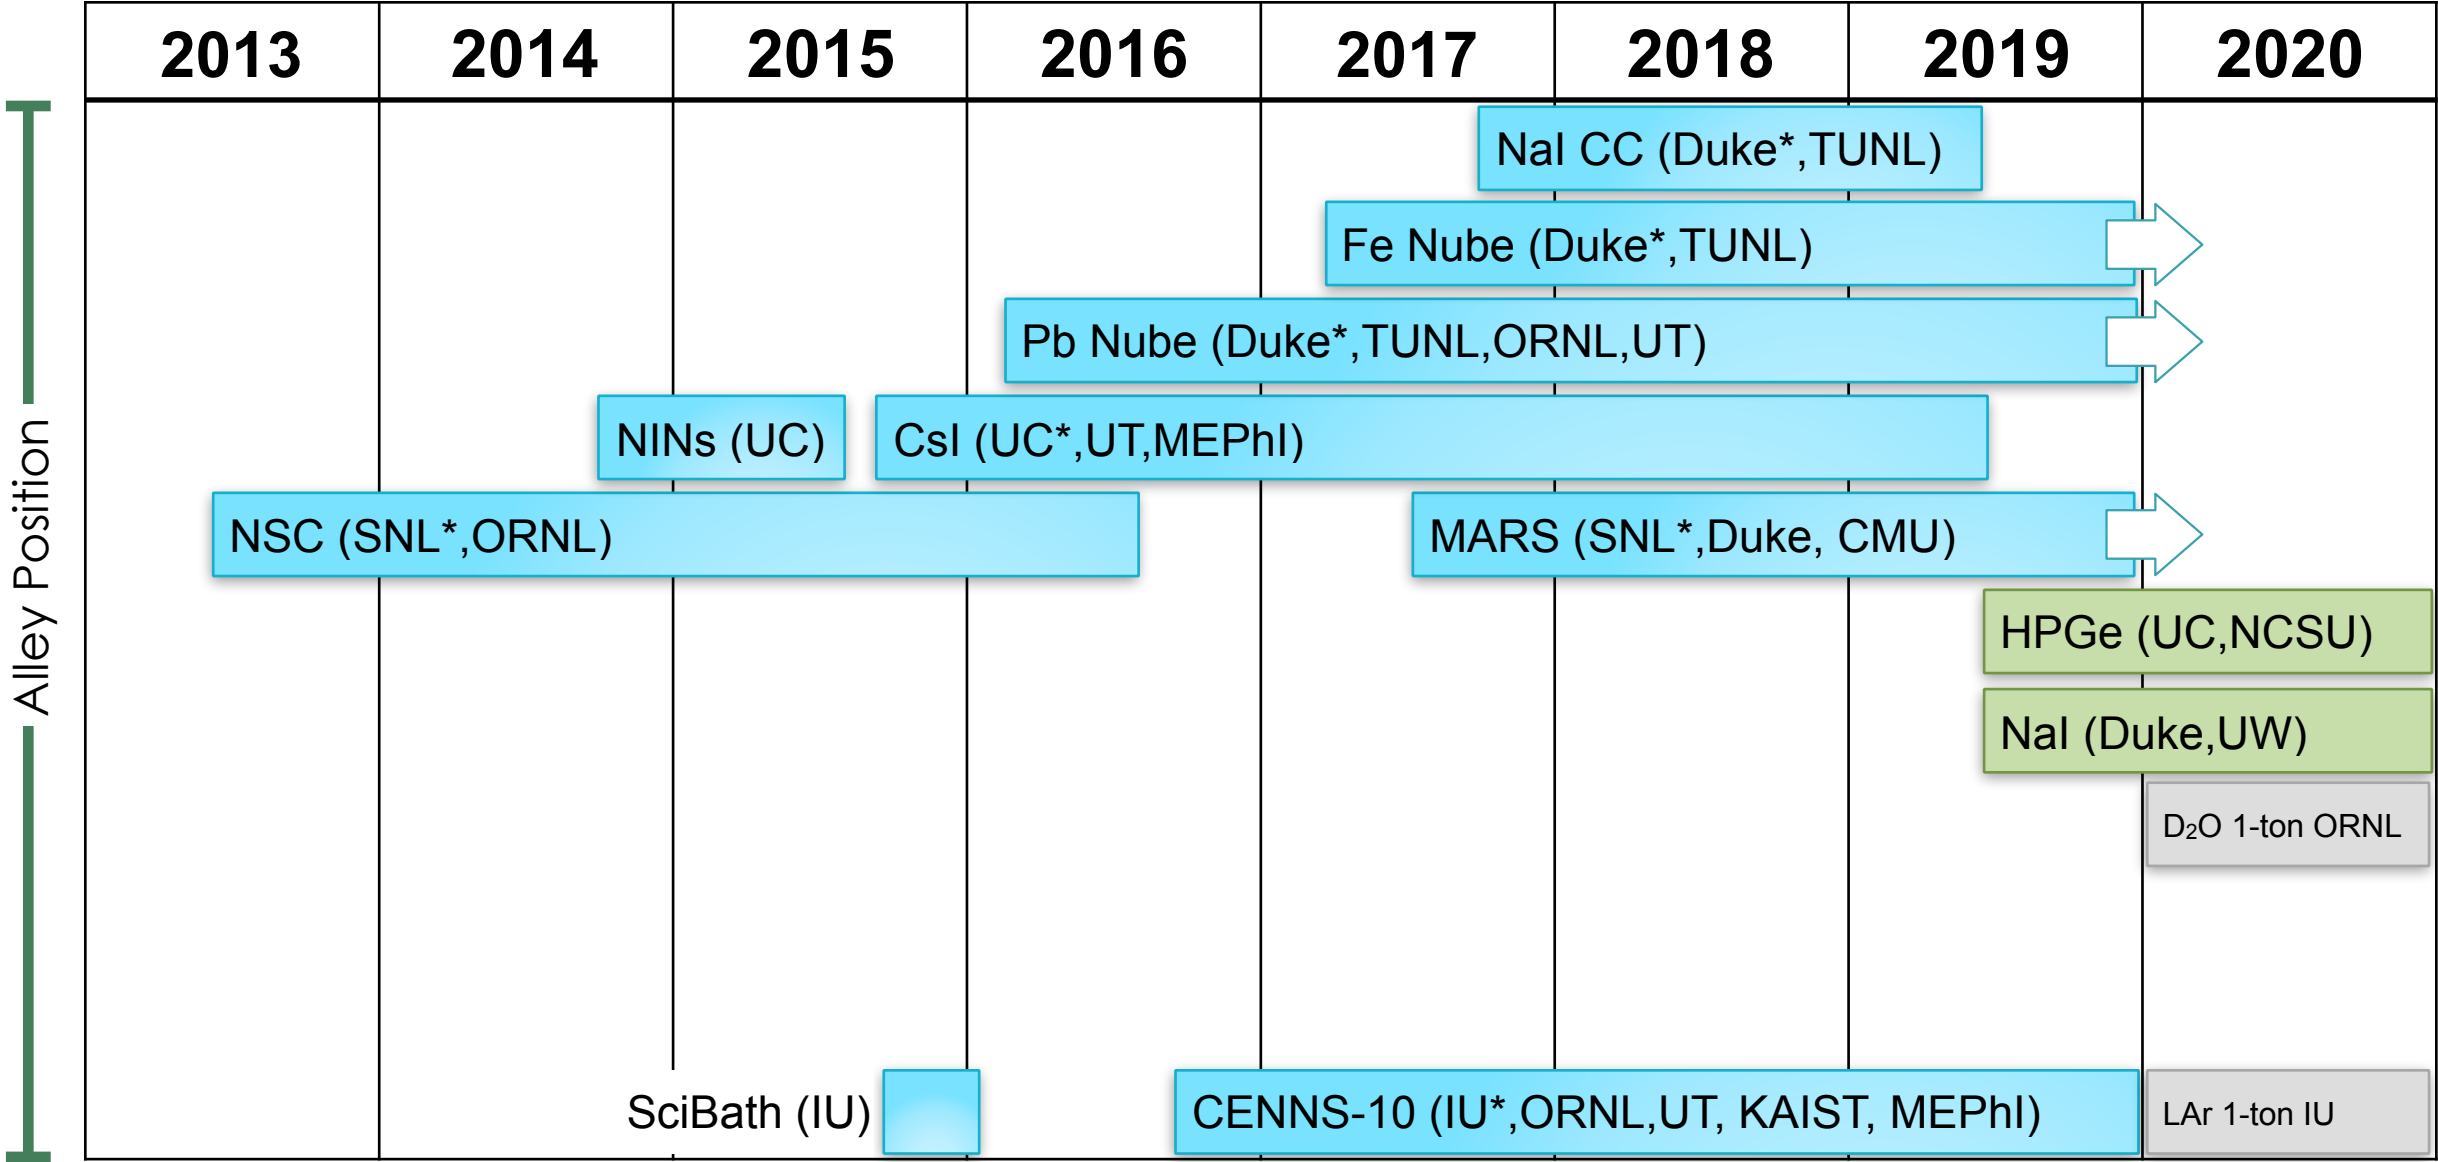 2013 2014 2015 2016 2017 2018 2019 2020
Alley Position
NaI CC (Duke*,TUNL)
Fe Nube (Duke*,TUNL)
Pb Nube (Duke*,TUNL,ORNL,UT)
NINs (UC)
CsI (UC*,UT,MEPhI)
NSC (SNL*,ORNL)
MARS (SNL*,Duke, CMU)
HPGe (UC,NCSU)
NaI (Duke,UW)
D₂O 1-ton ORNL
SciBath (IU)
CENNS-10 (IU*,ORNL,UT, KAIST, MEPhI)
LAr 1-ton IU